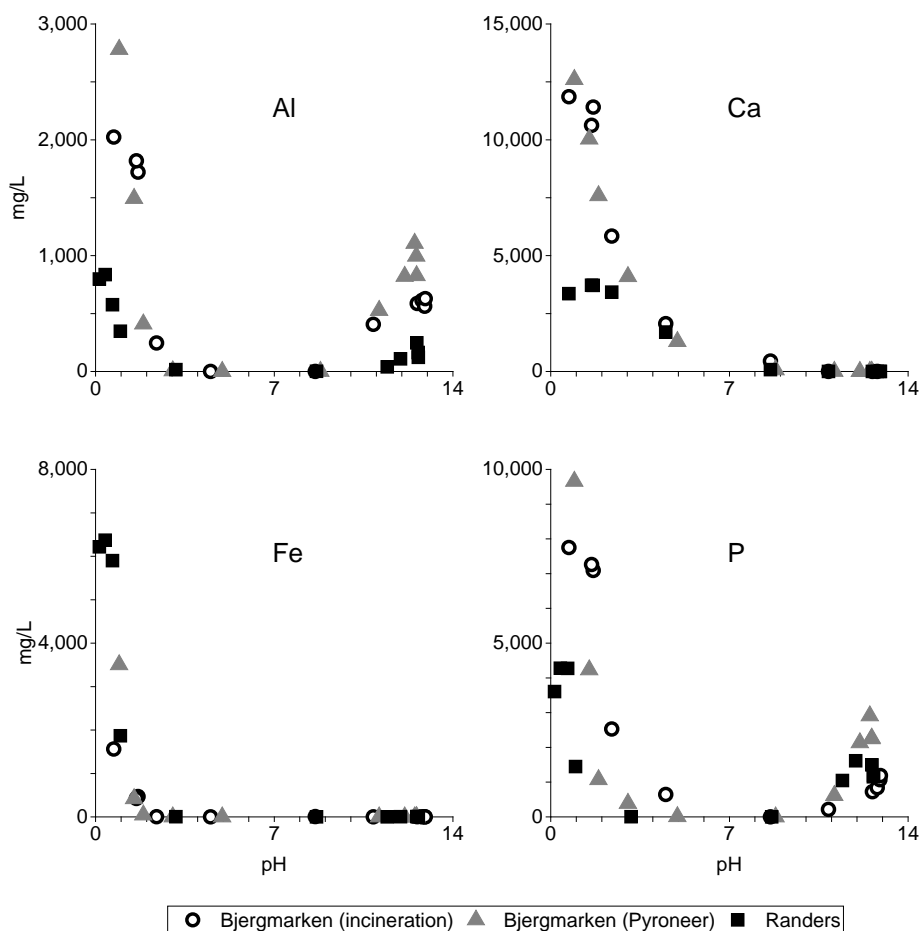 3,000
2,000
1,000
0
mg/L
Al
0
7
14
15,000
10,000
5,000
0
Ca
0
7
14
8,000
4,000
0
mg/L
Fe
0
7
14
pH
10,000
5,000
0
P
0
7
14
pH
Bjergmarken (incineration) Bjergmarken (Pyroneer) Randers